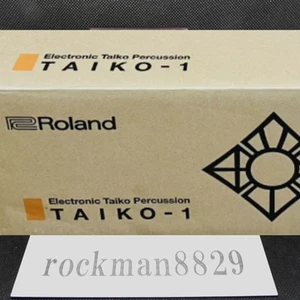 Electronic Taiko Percussion
TAIKO-1
Roland
Electronic Taiko Percussion
TAIKO-1
rockman8829